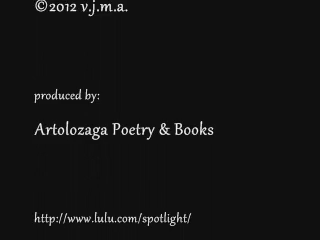 ©2012 v.j.m.a.
produced by:
Artolozaga Poetry & Books
http://www.lulu.com/spotlight/